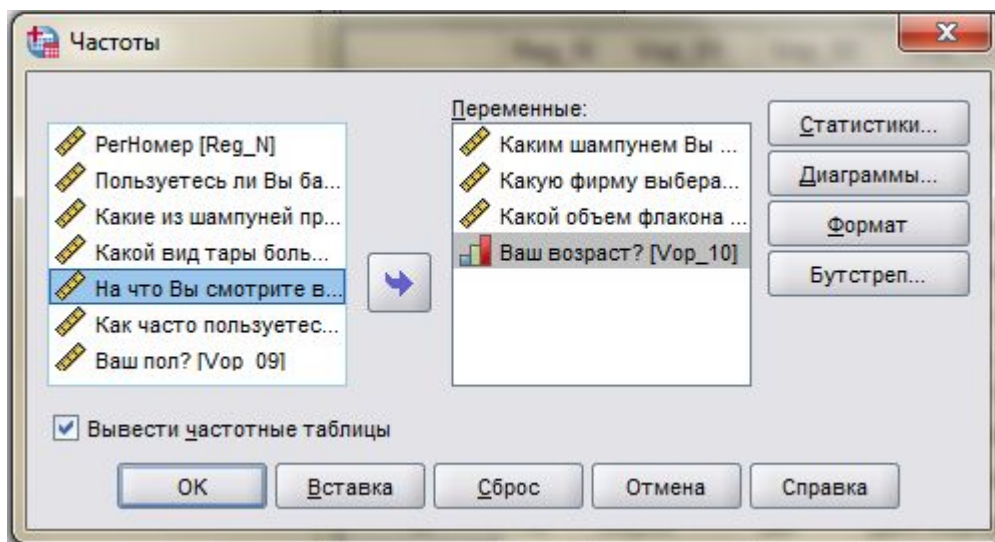 Частоты
РегНомер [Reg_N]
Пользуетесь ли Вы ба...
Какие из шампуней пр...
Какой вид тары боль...
На что Вы смотрите в...
Как часто пользуетес...
Ваш пол? [Vop_09]
Переменные:
Каким шампунем Вы ...
Какую фирму выбера...
Какой объем флакона ...
Ваш возраст? [Vop_10]
Статистики...
Диаграммы...
Формат
Бутстреп...
Вывести частотные таблицы
OK
Вставка
Сброс
Отмена
Справка